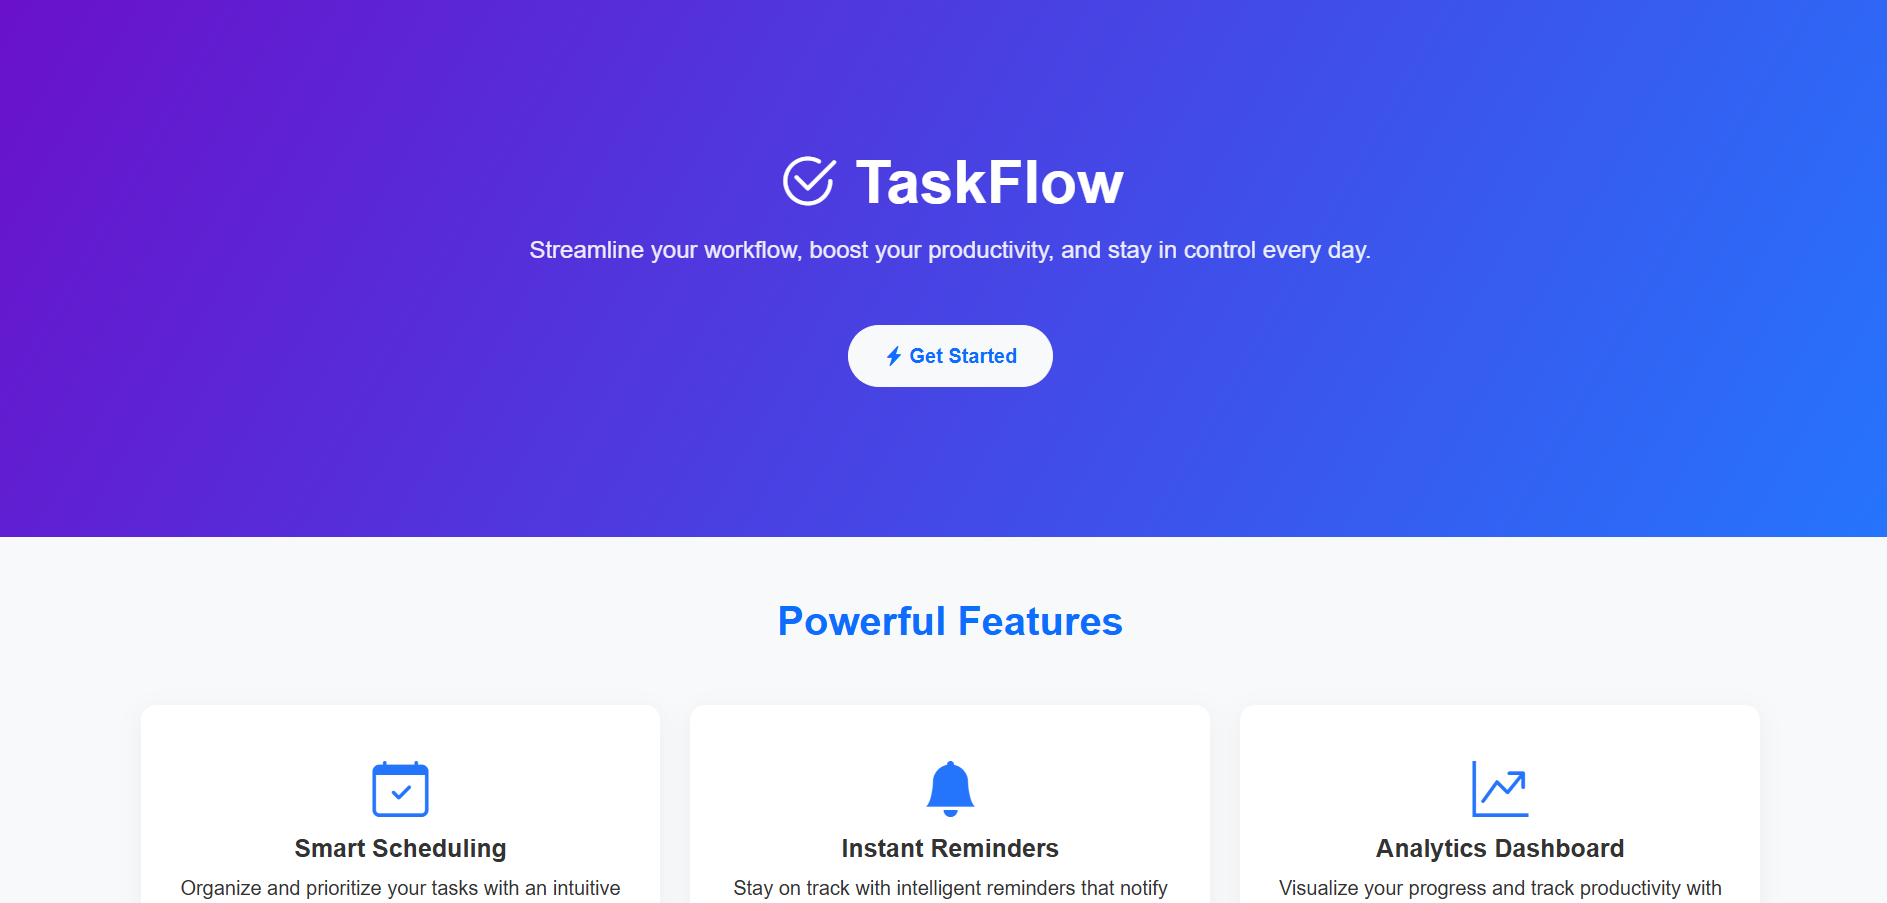 TaskFlow
Streamline your workflow, boost your productivity, and stay in control every day.
Get Started
Powerful Features
Smart Scheduling
Organize and prioritize your tasks with an intuitive
Instant Reminders
Stay on track with intelligent reminders that notify
Analytics Dashboard
Visualize your progress and track productivity with